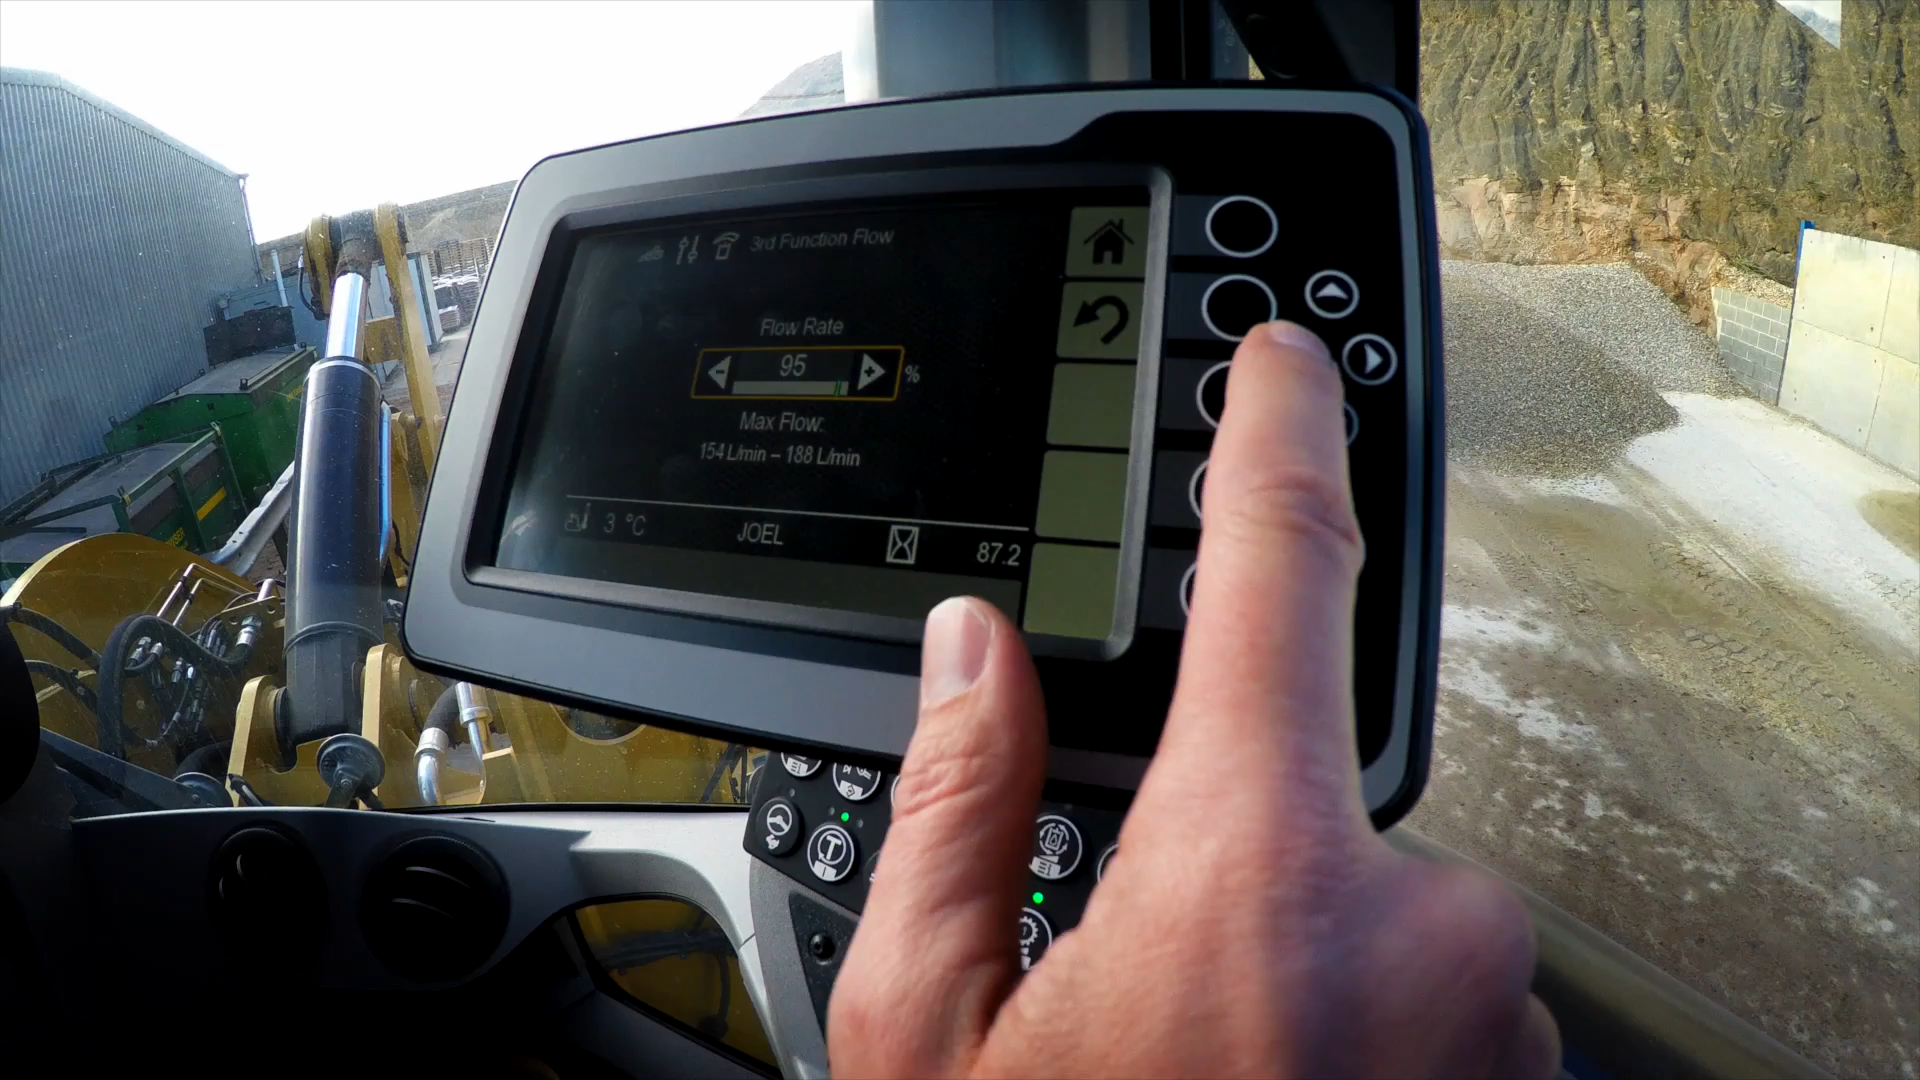 3rd Function Flow
Flow Rate
- 95 + %
Max Flow:
154 L/min – 188 L/min
3 °C JOEL 87.2